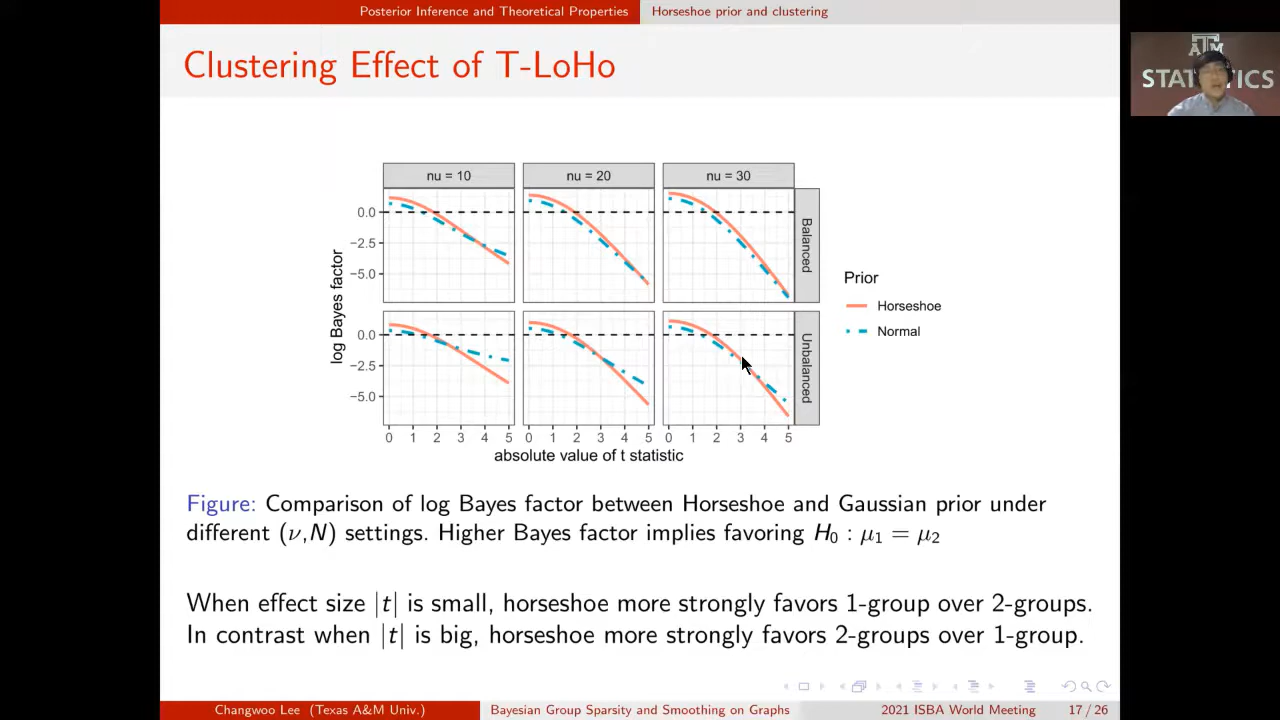 Posterior Inference and Theoretical Properties Horseshoe prior and clustering
Clustering Effect of T-LoHo
ATM
STATISTICS
nu = 10 nu = 20 nu = 30
0.0
−2.5
−5.0
Balanced
0.0
−2.5
−5.0
Unbalanced
log Bayes factor
0 1 2 3 4 5 0 1 2 3 4 5 0 1 2 3 4 5
absolute value of t statistic
Prior
Horseshoe
Normal
Figure: Comparison of log Bayes factor between Horseshoe and Gaussian prior under
different (ν,N) settings. Higher Bayes factor implies favoring H₀ : μ₁ = μ₂
When effect size |t| is small, horseshoe more strongly favors 1-group over 2-groups.
In contrast when |t| is big, horseshoe more strongly favors 2-groups over 1-group.
Changwoo Lee (Texas A&M Univ.) Bayesian Group Sparsity and Smoothing on Graphs 2021 ISBA World Meeting 17 / 26